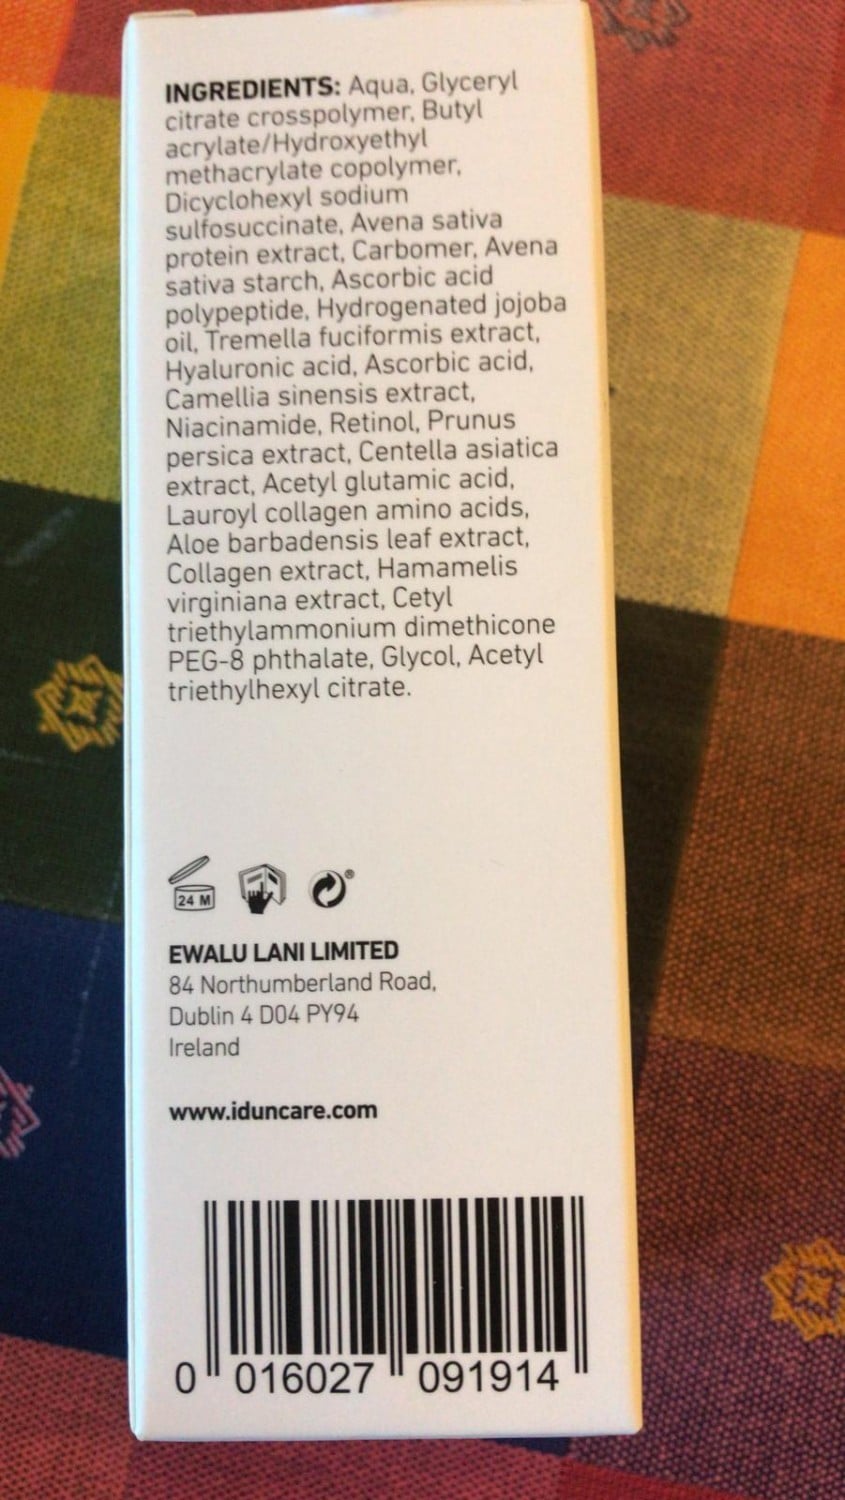 INGREDIENTS: Aqua, Glyceryl
citrate crosspolymer, Butyl
acrylate/Hydroxyethyl
methacrylate copolymer,
Dicyclohexyl sodium
sulfosuccinate, Avena sativa
protein extract, Carbomer, Avena
sativa starch, Ascorbic acid
polypeptide, Hydrogenated jojoba
oil, Tremella fuciformis extract,
Hyaluronic acid, Ascorbic acid,
Camellia sinensis extract,
Niacinamide, Retinol, Prunus
persica extract, Centella asiatica
extract, Acetyl glutamic acid,
Lauroyl collagen amino acids,
Aloe barbadensis leaf extract,
Collagen extract, Hamamelis
virginiana extract, Cetyl
triethylammonium dimethicone
PEG-8 phthalate, Glycol, Acetyl
triethylhexyl citrate.
24 M ®
EWALU LANI LIMITED
84 Northumberland Road,
Dublin 4 D04 PY94
Ireland
www.iduncare.com
0 016027 091914